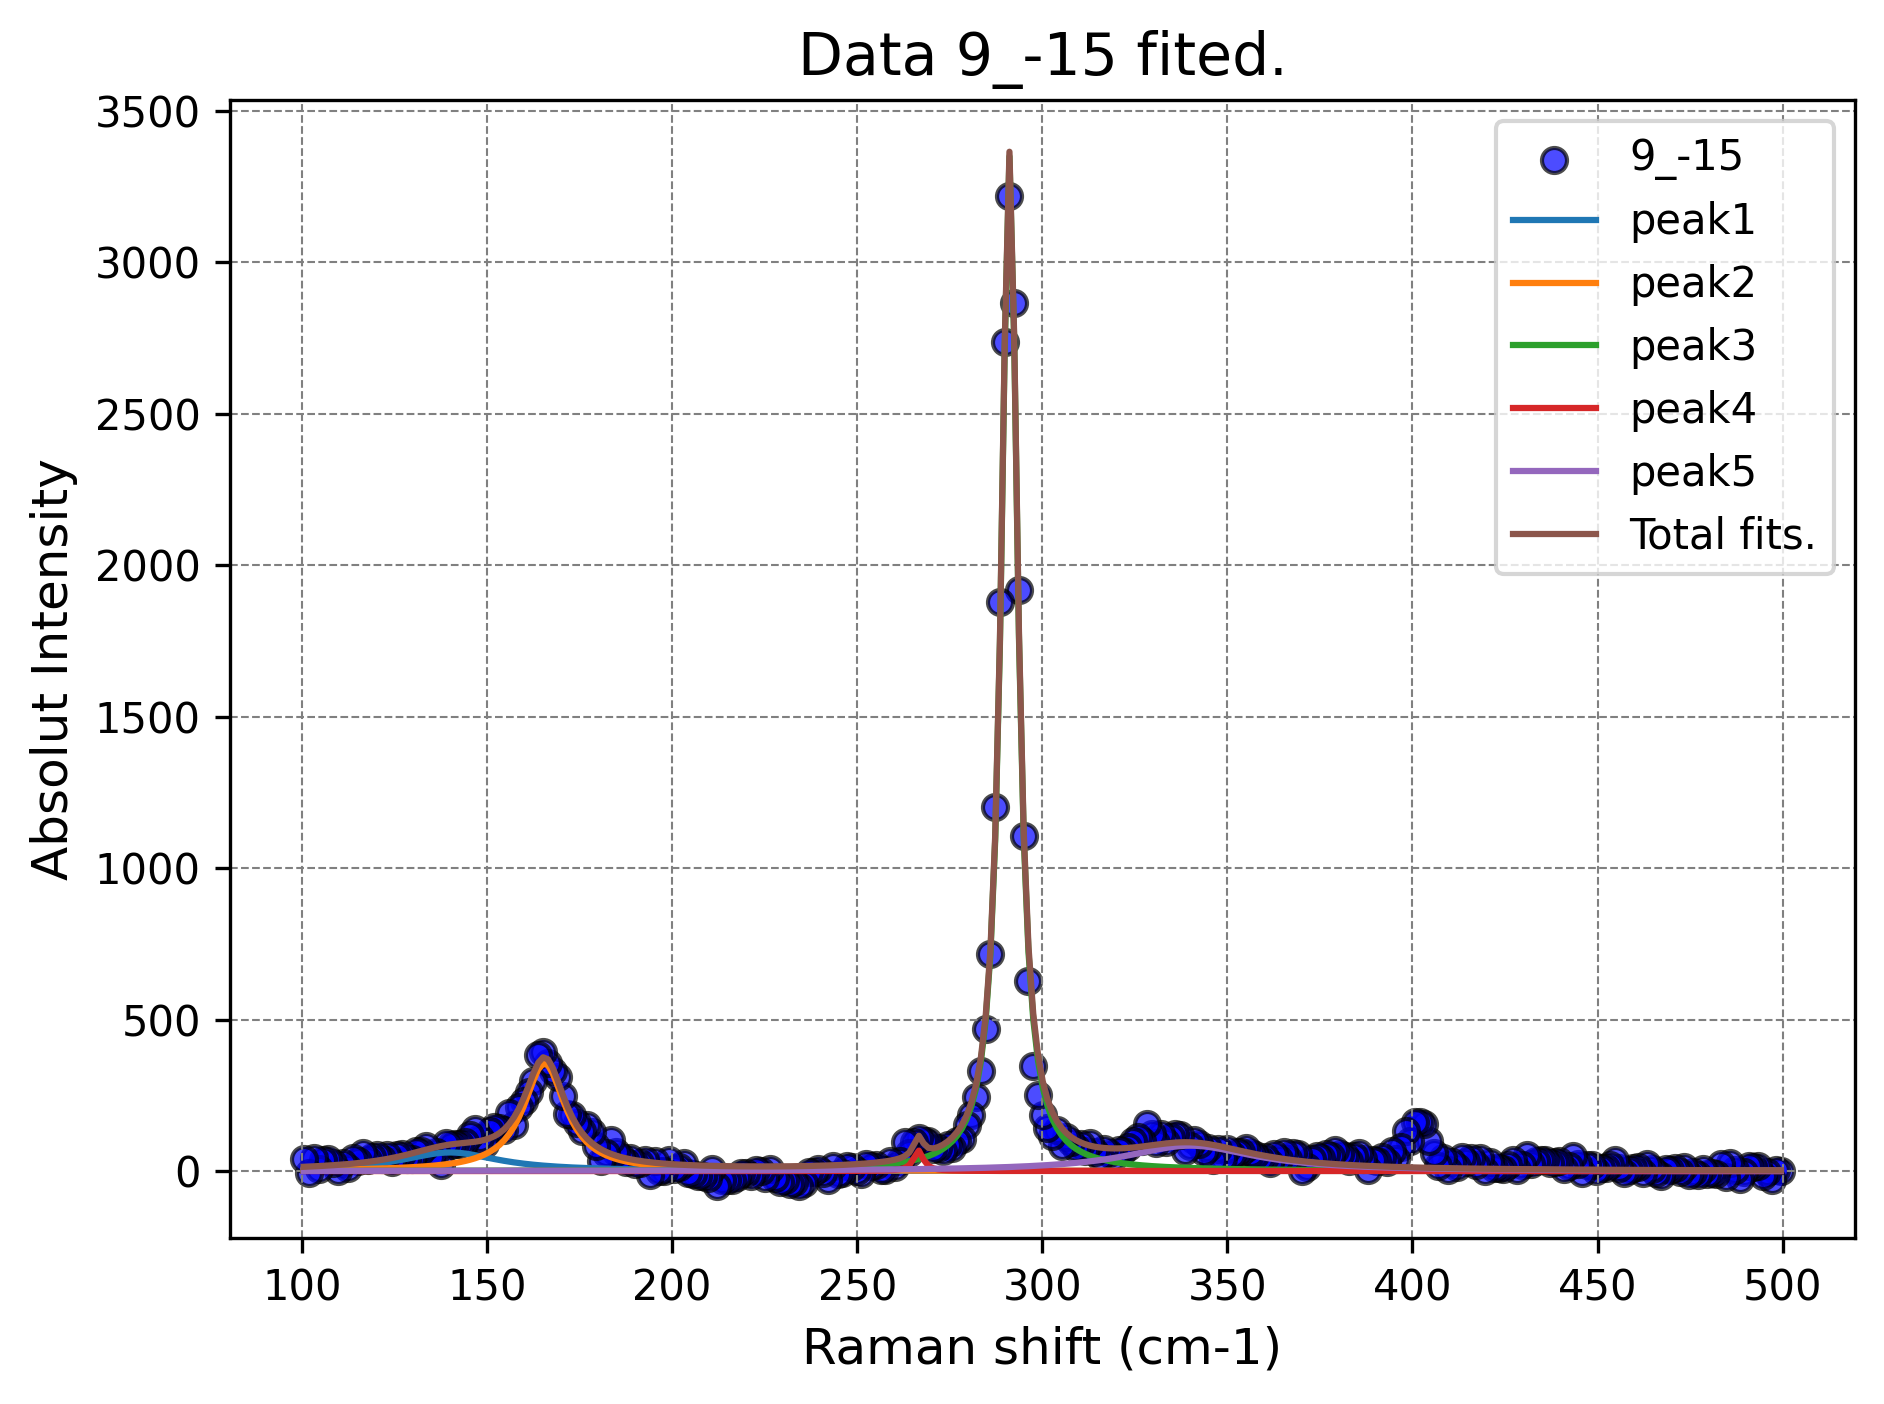 Data 9_-15 fited.
3500
3000
2500
2000
1500
1000
500
0
Absolut Intensity
9_-15
peak1
peak2
peak3
peak4
peak5
Total fits.
100 150 200 250 300 350 400 450 500
Raman shift (cm-1)